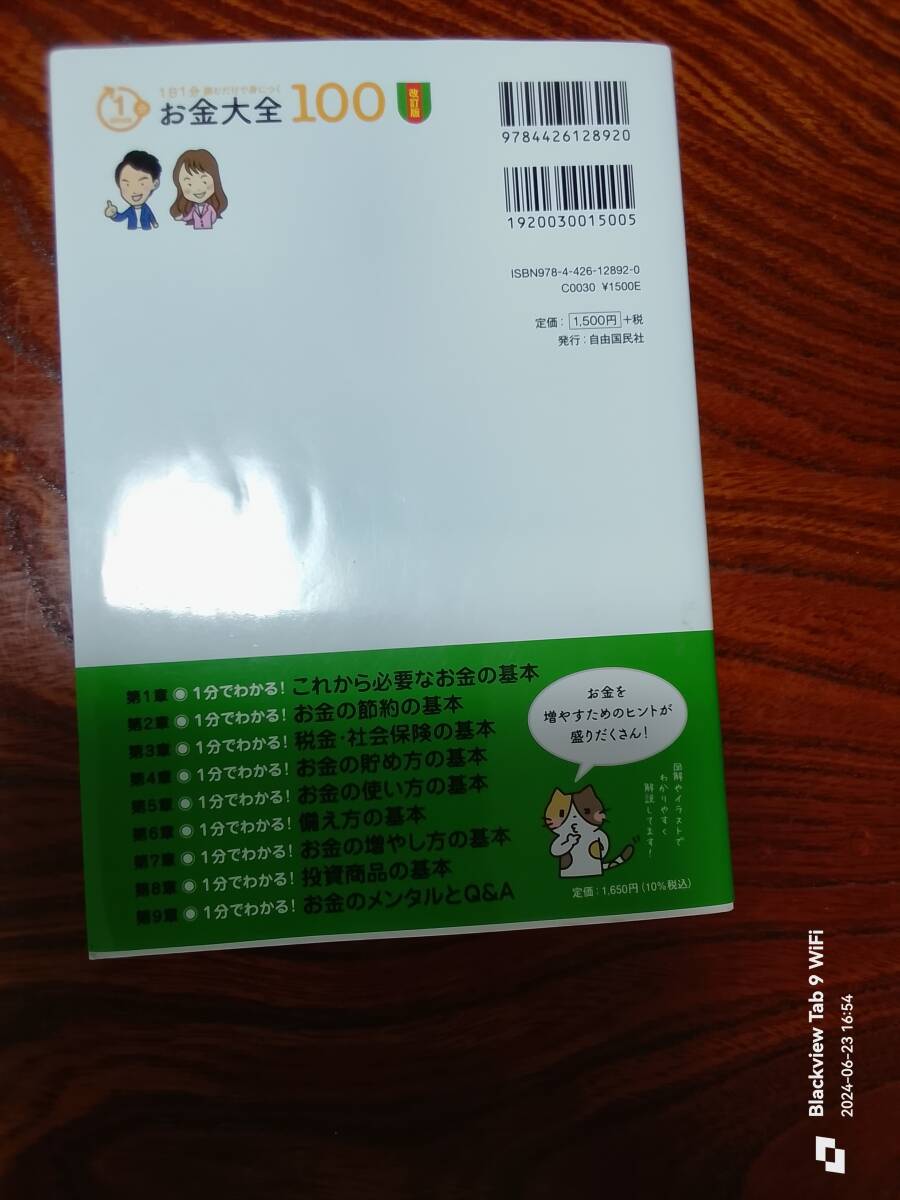 1
1日1分 読むだけで身につく
お金大全 100
改訂版
9784426128920
1920030015005
ISBN978-4-426-12892-0
C0030 ¥1500E
定価： 1,500円 +税
発行：自由国民社
第1章 ◉ 1分でわかる！ これから必要なお金の基本
第2章 ◉ 1分でわかる！ お金の節約の基本
第3章 ◉ 1分でわかる！ 税金・社会保険の基本
第4章 ◉ 1分でわかる！ お金の貯め方の基本
第5章 ◉ 1分でわかる！ お金の使い方の基本
第6章 ◉ 1分でわかる！ 備え方の基本
第7章 ◉ 1分でわかる！ お金の増やし方の基本
第8章 ◉ 1分でわかる！ 投資商品の基本
第9章 ◉ 1分でわかる！ お金のメンタルとQ&A
お金を
増やすためのヒントが
盛りだくさん！
図解やイラストで
わかりやすく
解説してます！
定価：1,650円（10%税込）
Blackview Tab 9 WiFi
2024-06-23 16:54